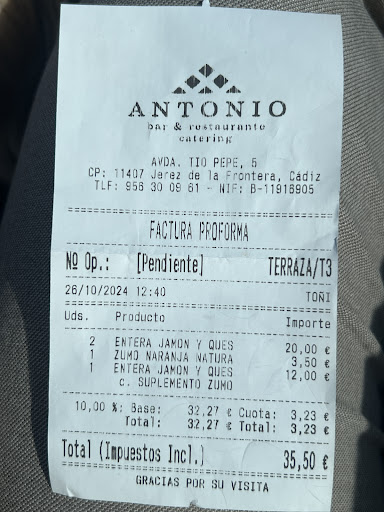 ANTONIO
bar & restaurante
catering
AVDA. TIO PEPE, 5
CP: 11407 Jerez de la Frontera, Cádiz
TLF: 956 30 09 61 - NIF: B-11916905
FACTURA PROFORMA
Nº Op.: [Pendiente] TERRAZA/T3
26/10/2024 12:40 TOÑI
Uds. Producto Importe
2 ENTERA JAMON Y QUES 20,00 €
1 ZUMO NARANJA NATURA 3,50 €
1 ENTERA JAMON Y QUES 12,00 €
c. SUPLEMENTO ZUMO
10,00 %: Base: 32,27 € Cuota: 3,23 €
Total: 32,27 € Total: 3,23 €
Total (Impuestos Incl.) 35,50 €
GRACIAS POR SU VISITA